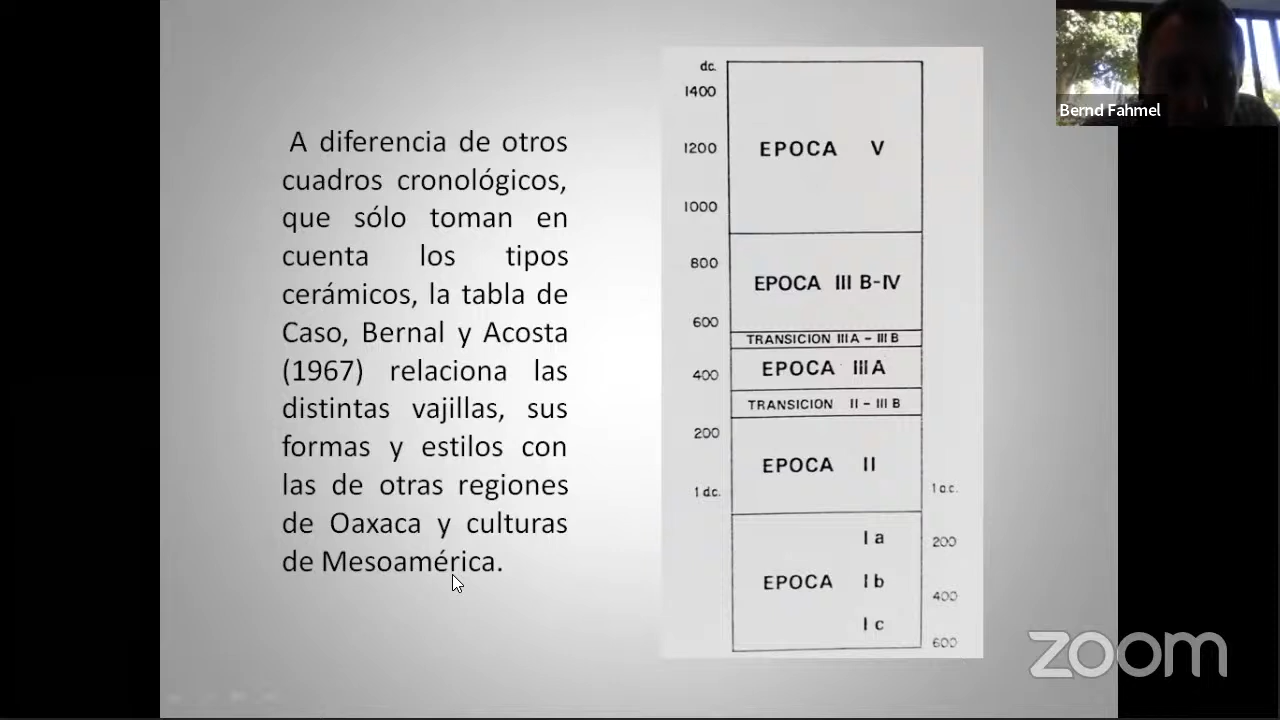 A diferencia de otros
cuadros cronológicos,
que sólo toman en
cuenta los tipos
cerámicos, la tabla de
Caso, Bernal y Acosta
(1967) relaciona las
distintas vajillas, sus
formas y estilos con
las de otras regiones
de Oaxaca y culturas
de Mesoamérica.
dc.
1400
1200
EPOCA V
1000
800
EPOCA III B-IV
600
TRANSICION IIIA - IIIB
400
EPOCA IIIA
TRANSICION II - IIIB
200
EPOCA II
1 dc.
1 a.c.
I a
200
EPOCA I b
400
I c
600
Bernd Fahmel
zoom